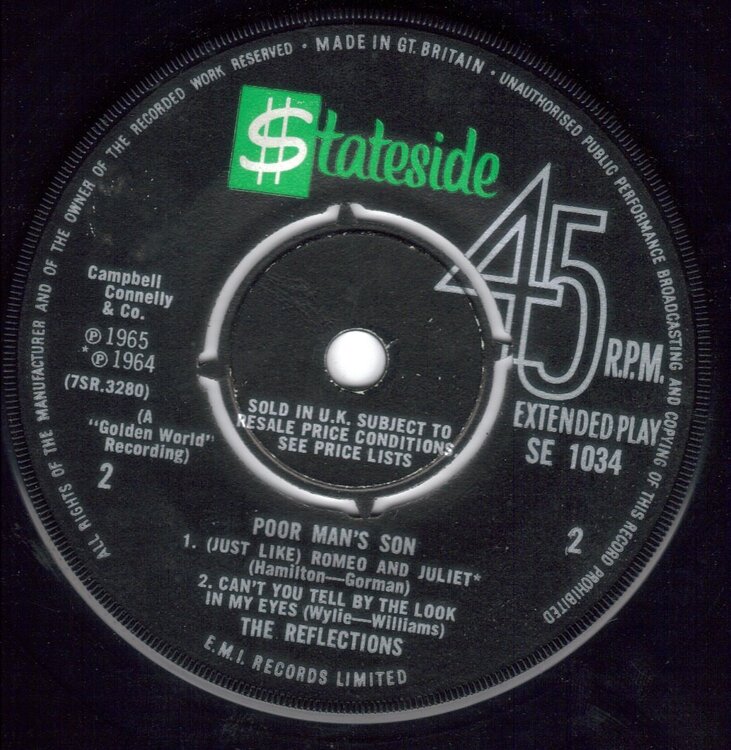 ALL RIGHTS OF THE MANUFACTURER AND OF THE OWNER OF THE RECORDED WORK RESERVED · MADE IN GT. BRITAIN · UNAUTHORISED PUBLIC PERFORMANCE BROADCASTING AND COPYING OF THIS RECORD PROHIBITED
$tateside
45
R.P.M.
EXTENDED PLAY
SE 1034
Campbell
Connelly
& Co.
℗ 1965
*℗ 1964
(7SR.3280)
(A
"Golden World"
Recording)
2
SOLD IN U.K. SUBJECT TO
RESALE PRICE CONDITIONS
SEE PRICE LISTS
2
POOR MAN'S SON
1. (JUST LIKE) ROMEO AND JULIET*
(Hamilton—Gorman)
2. CAN'T YOU TELL BY THE LOOK
IN MY EYES (Wylie—Williams)
THE REFLECTIONS
E.M.I. RECORDS LIMITED